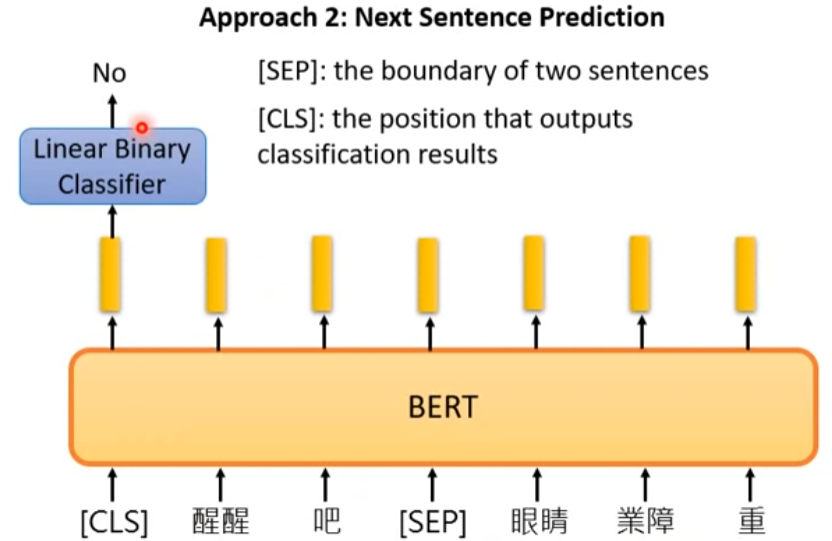 Approach 2: Next Sentence Prediction
No
[SEP]: the boundary of two sentences
[CLS]: the position that outputs
classification results
Linear Binary
Classifier
BERT
[CLS] 醒醒 吧 [SEP] 眼睛 業障 重